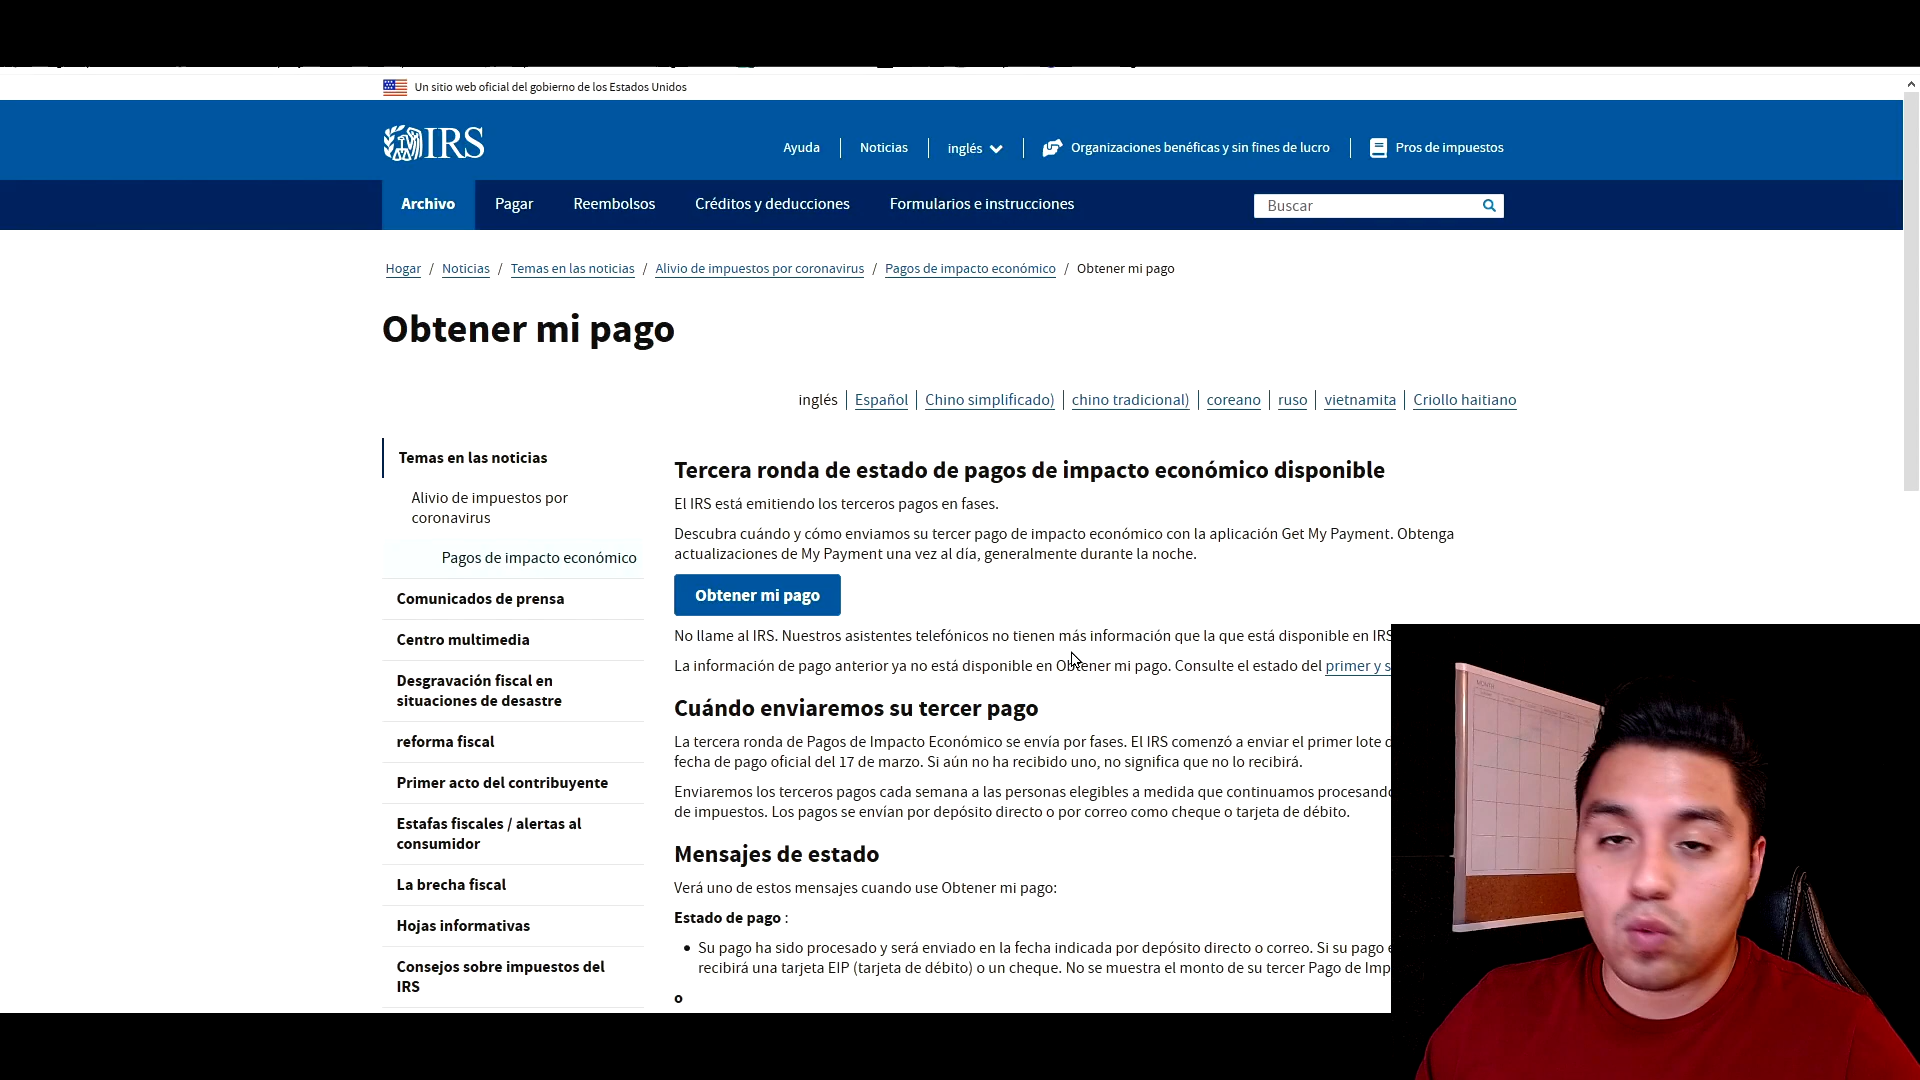 Un sitio web oficial del gobierno de los Estados Unidos
IRS
Ayuda
Noticias
inglés
Organizaciones benéficas y sin fines de lucro
Pros de impuestos
Archivo
Pagar
Reembolsos
Créditos y deducciones
Formularios e instrucciones
Buscar
Hogar / Noticias / Temas en las noticias / Alivio de impuestos por coronavirus / Pagos de impacto económico / Obtener mi pago
Obtener mi pago
inglés | Español | Chino simplificado) | chino tradicional) | coreano | ruso | vietnamita | Criollo haitiano
Temas en las noticias
Alivio de impuestos por
coronavirus
Pagos de impacto económico
Comunicados de prensa
Centro multimedia
Desgravación fiscal en
situaciones de desastre
reforma fiscal
Primer acto del contribuyente
Estafas fiscales / alertas al
consumidor
La brecha fiscal
Hojas informativas
Consejos sobre impuestos del
IRS
Tercera ronda de estado de pagos de impacto económico disponible
El IRS está emitiendo los terceros pagos en fases.
Descubra cuándo y cómo enviamos su tercer pago de impacto económico con la aplicación Get My Payment. Obtenga
actualizaciones de My Payment una vez al día, generalmente durante la noche.
Obtener mi pago
No llame al IRS. Nuestros asistentes telefónicos no tienen más información que la que está disponible en IRS
La información de pago anterior ya no está disponible en Obtener mi pago. Consulte el estado del primer y s
Cuándo enviaremos su tercer pago
La tercera ronda de Pagos de Impacto Económico se envía por fases. El IRS comenzó a enviar el primer lote
fecha de pago oficial del 17 de marzo. Si aún no ha recibido uno, no significa que no lo recibirá.
Enviaremos los terceros pagos cada semana a las personas elegibles a medida que continuamos procesando
de impuestos. Los pagos se envían por depósito directo o por correo como cheque o tarjeta de débito.
Mensajes de estado
Verá uno de estos mensajes cuando use Obtener mi pago:
Estado de pago :
• Su pago ha sido procesado y será enviado en la fecha indicada por depósito directo o correo. Si su pago
recibirá una tarjeta EIP (tarjeta de débito) o un cheque. No se muestra el monto de su tercer Pago de Imp
o
MONTH